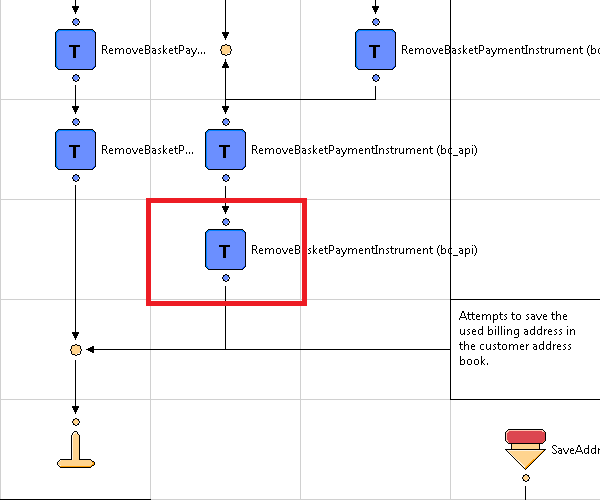 T RemoveBasketPay... T RemoveBasketPaymentInstrument (bc
T RemoveBasketP... T RemoveBasketPaymentInstrument (bc_api)
T RemoveBasketPaymentInstrument (bc_api)
Attempts to save the
used billing address in
the customer address
book.
SaveAddr